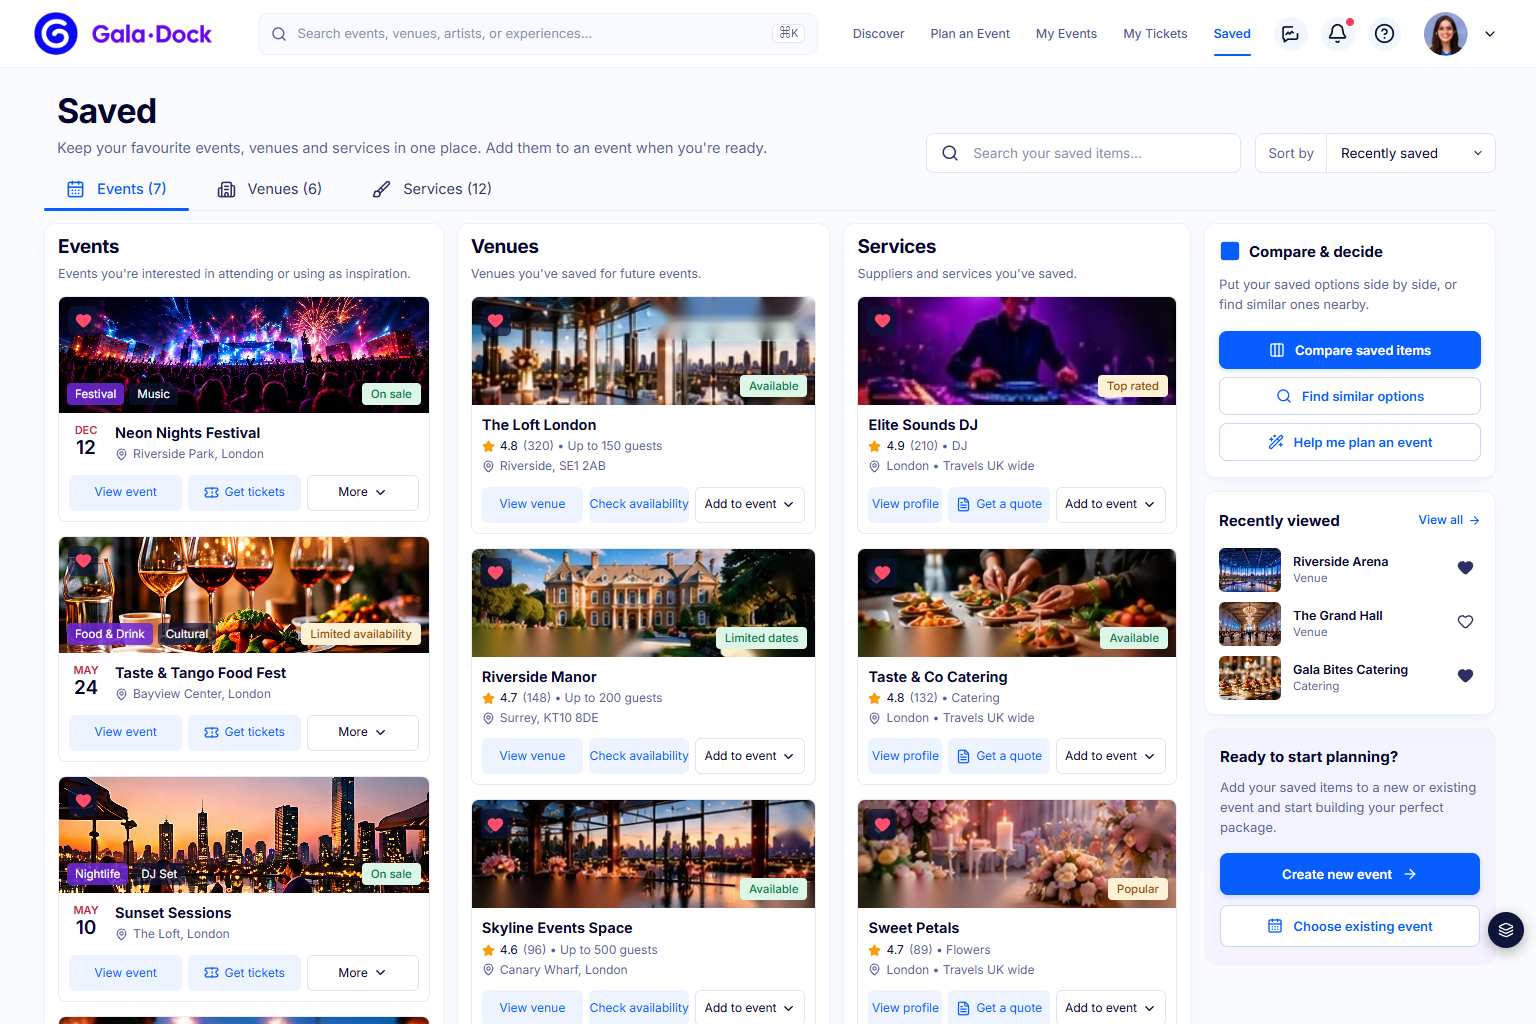 Gala·Dock
Search events, venues, artists, or experiences...
⌘K
Discover
Plan an Event
My Events
My Tickets
Saved
Saved
Keep your favourite events, venues and services in one place. Add them to an event when you're ready.
Search your saved items...
Sort by
Recently saved
Events (7)
Venues (6)
Services (12)
Events
Events you're interested in attending or using as inspiration.
Festival
Music
On sale
DEC
12
Neon Nights Festival
Riverside Park, London
View event
Get tickets
More
Food & Drink
Cultural
Limited availability
MAY
24
Taste & Tango Food Fest
Bayview Center, London
View event
Get tickets
More
Nightlife
DJ Set
On sale
MAY
10
Sunset Sessions
The Loft, London
View event
Get tickets
More
Venues
Venues you've saved for future events.
Available
The Loft London
4.8 (320) • Up to 150 guests
Riverside, SE1 2AB
View venue
Check availability
Add to event
Limited dates
Riverside Manor
4.7 (148) • Up to 200 guests
Surrey, KT10 8DE
View venue
Check availability
Add to event
Available
Skyline Events Space
4.6 (96) • Up to 500 guests
Canary Wharf, London
View venue
Check availability
Add to event
Services
Suppliers and services you've saved.
Top rated
Elite Sounds DJ
4.9 (210) • DJ
London • Travels UK wide
View profile
Get a quote
Add to event
Available
Taste & Co Catering
4.8 (132) • Catering
London • Travels UK wide
View profile
Get a quote
Add to event
Popular
Sweet Petals
4.7 (89) • Flowers
London • Travels UK wide
View profile
Get a quote
Add to event
Compare & decide
Put your saved options side by side, or
find similar ones nearby.
Compare saved items
Find similar options
Help me plan an event
Recently viewed
View all →
Riverside Arena
Venue
The Grand Hall
Venue
Gala Bites Catering
Catering
Ready to start planning?
Add your saved items to a new or existing
event and start building your perfect
package.
Create new event →
Choose existing event